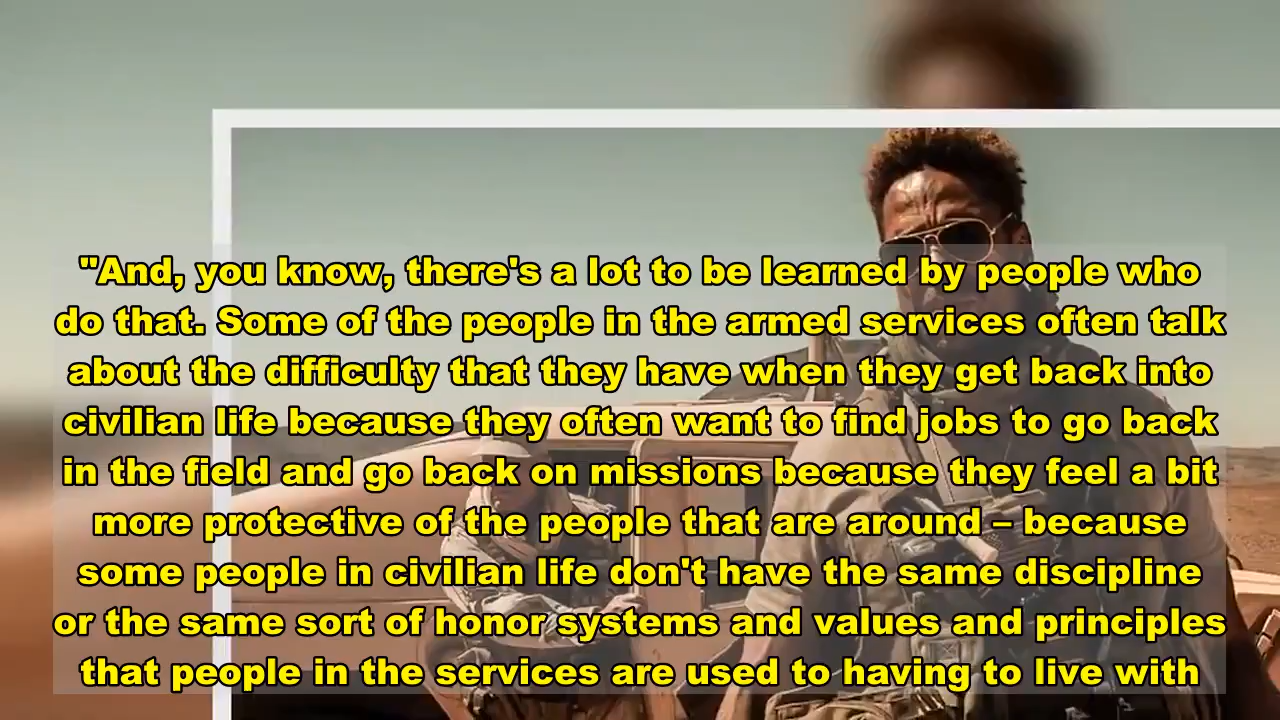 "And, you know, there's a lot to be learned by people who
do that. Some of the people in the armed services often talk
about the difficulty that they have when they get back into
civilian life because they often want to find jobs to go back
in the field and go back on missions because they feel a bit
more protective of the people that are around – because
some people in civilian life don't have the same discipline
or the same sort of honor systems and values and principles
that people in the services are used to having to live with